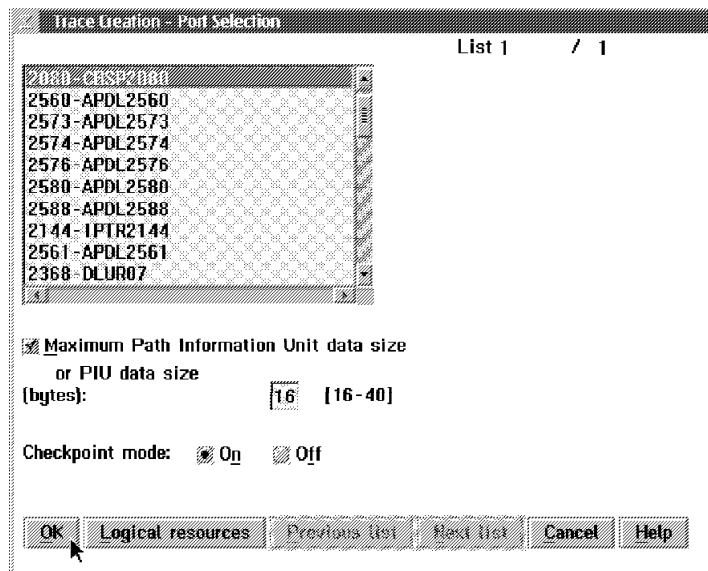 Trace Creation - Port Selection
List 1 / 1
2080-CBSP2080
2560-APDL2560
2573-APDL2573
2574-APDL2574
2576-APDL2576
2580-APDL2580
2588-APDL2588
2144-1PTR2144
2561-APDL2561
2368-DLUR07
Maximum Path Information Unit data size
or PIU data size
(bytes): 16 [16-40]
Checkpoint mode: On Off
OK Logical resources Previous list Next list Cancel Help